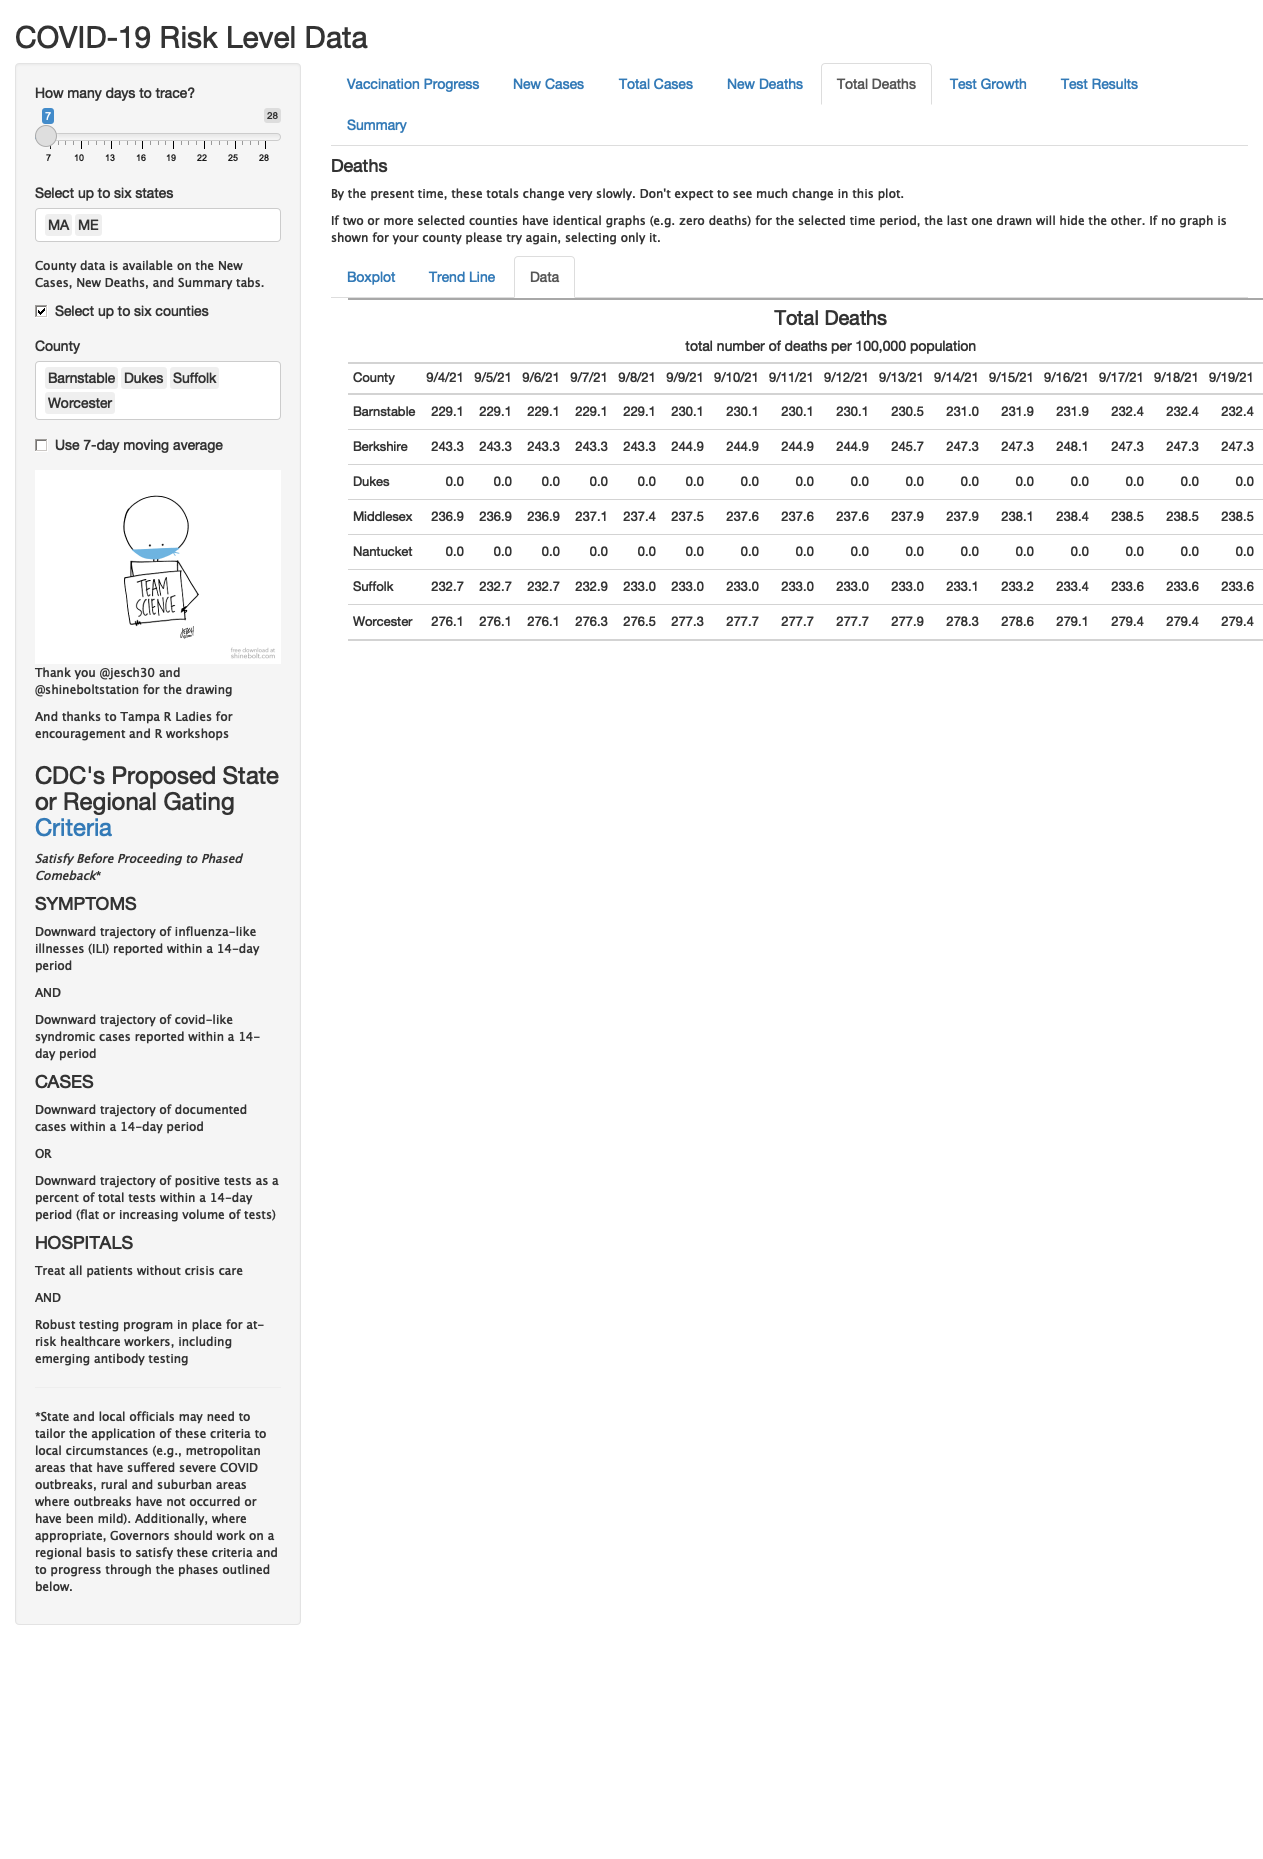 COVID-19 Risk Level Data
How many days to trace?
7 28
7 10 13 16 19 22 25 28
Select up to six states
MA ME
County data is available on the New
Cases, New Deaths, and Summary tabs.
Select up to six counties
County
Barnstable Dukes Suffolk
Worcester
Use 7-day moving average
TEAM
SCIENCE
free download at
shinebolt.com
Thank you @jesch30 and
@shineboltstation for the drawing
And thanks to Tampa R Ladies for
encouragement and R workshops
CDC's Proposed State
or Regional Gating
Criteria
Satisfy Before Proceeding to Phased
Comeback*
SYMPTOMS
Downward trajectory of influenza-like
illnesses (ILI) reported within a 14-day
period
AND
Downward trajectory of covid-like
syndromic cases reported within a 14-
day period
CASES
Downward trajectory of documented
cases within a 14-day period
OR
Downward trajectory of positive tests as a
percent of total tests within a 14-day
period (flat or increasing volume of tests)
HOSPITALS
Treat all patients without crisis care
AND
Robust testing program in place for at-
risk healthcare workers, including
emerging antibody testing
*State and local officials may need to
tailor the application of these criteria to
local circumstances (e.g., metropolitan
areas that have suffered severe COVID
outbreaks, rural and suburban areas
where outbreaks have not occurred or
have been mild). Additionally, where
appropriate, Governors should work on a
regional basis to satisfy these criteria and
to progress through the phases outlined
below.
Vaccination Progress New Cases Total Cases New Deaths Total Deaths Test Growth Test Results
Summary
Deaths
By the present time, these totals change very slowly. Don't expect to see much change in this plot.
If two or more selected counties have identical graphs (e.g. zero deaths) for the selected time period, the last one drawn will hide the other. If no graph is
shown for your county please try again, selecting only it.
Boxplot Trend Line Data
Total Deaths
total number of deaths per 100,000 population
County 9/4/21 9/5/21 9/6/21 9/7/21 9/8/21 9/9/21 9/10/21 9/11/21 9/12/21 9/13/21 9/14/21 9/15/21 9/16/21 9/17/21 9/18/21 9/19/21
Barnstable 229.1 229.1 229.1 229.1 229.1 230.1 230.1 230.1 230.1 230.5 231.0 231.9 231.9 232.4 232.4 232.4
Berkshire 243.3 243.3 243.3 243.3 243.3 244.9 244.9 244.9 244.9 245.7 247.3 247.3 248.1 247.3 247.3 247.3
Dukes 0.0 0.0 0.0 0.0 0.0 0.0 0.0 0.0 0.0 0.0 0.0 0.0 0.0 0.0 0.0 0.0
Middlesex 236.9 236.9 236.9 237.1 237.4 237.5 237.6 237.6 237.6 237.9 237.9 238.1 238.4 238.5 238.5 238.5
Nantucket 0.0 0.0 0.0 0.0 0.0 0.0 0.0 0.0 0.0 0.0 0.0 0.0 0.0 0.0 0.0 0.0
Suffolk 232.7 232.7 232.7 232.9 233.0 233.0 233.0 233.0 233.0 233.0 233.1 233.2 233.4 233.6 233.6 233.6
Worcester 276.1 276.1 276.1 276.3 276.5 277.3 277.7 277.7 277.7 277.9 278.3 278.6 279.1 279.4 279.4 279.4